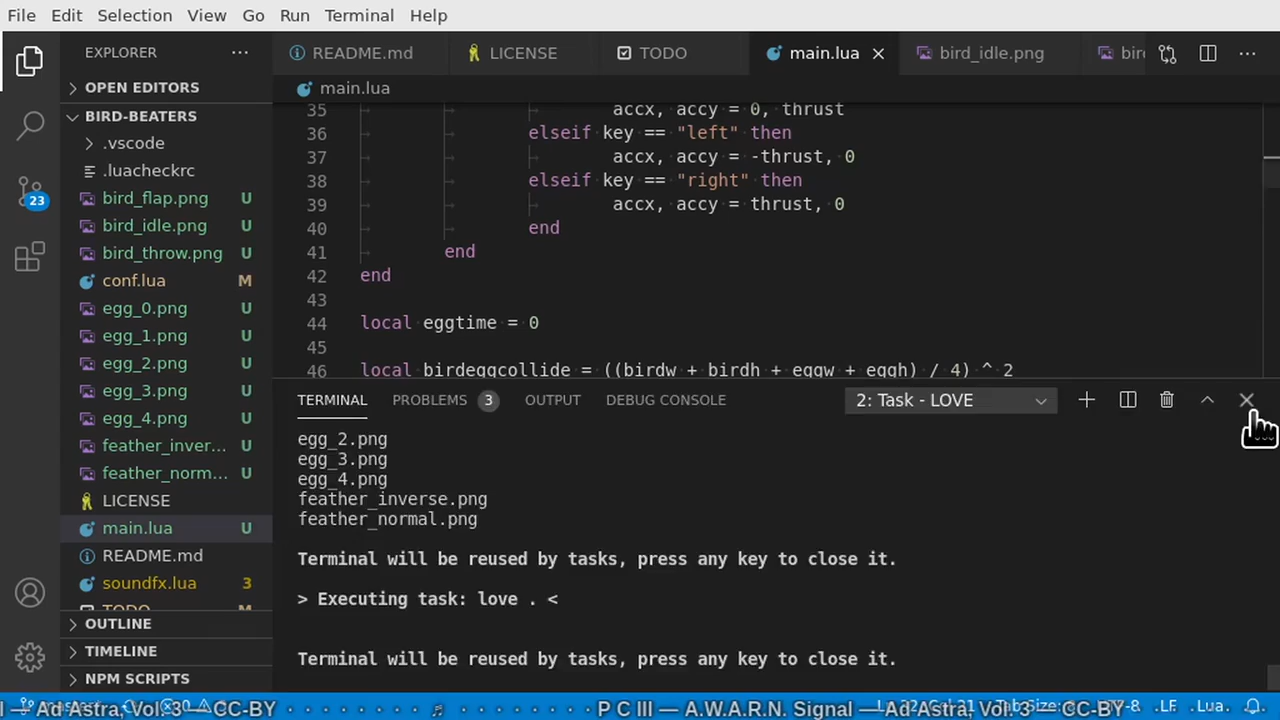 File Edit Selection View Go Run Terminal Help
EXPLORER ···
README.md LICENSE TODO main.lua bird_idle.png
OPEN EDITORS
BIRD-BEATERS
.vscode
.luacheckrc
bird_flap.png U
bird_idle.png U
bird_throw.png U
conf.lua M
egg_0.png U
egg_1.png U
egg_2.png U
egg_3.png U
egg_4.png U
feather_inver... U
feather_norm... U
LICENSE
main.lua U
README.md
soundfx.lua 3
TODO M
OUTLINE
TIMELINE
NPM SCRIPTS
23
main.lua
35 accx, accy = 0, thrust
36 elseif key == "left" then
37 accx, accy = -thrust, 0
38 elseif key == "right" then
39 accx, accy = thrust, 0
40 end
41 end
42 end
43
44 local eggtime = 0
45
46 local birdeggcollide = ((birdw + birdh + eggw + eggh) / 4) ^ 2
TERMINAL PROBLEMS 3 OUTPUT DEBUG CONSOLE 2: Task - LOVE
egg_2.png
egg_3.png
egg_4.png
feather_inverse.png
feather_normal.png
Terminal will be reused by tasks, press any key to close it.
> Executing task: love . <
Terminal will be reused by tasks, press any key to close it.
— Ad Astra, Vol. 3 — CC-BY ♬ P C III — A.W.A.R.N. Signal — Ad Astra, Vol. 3 — CC-BY
LF Lua